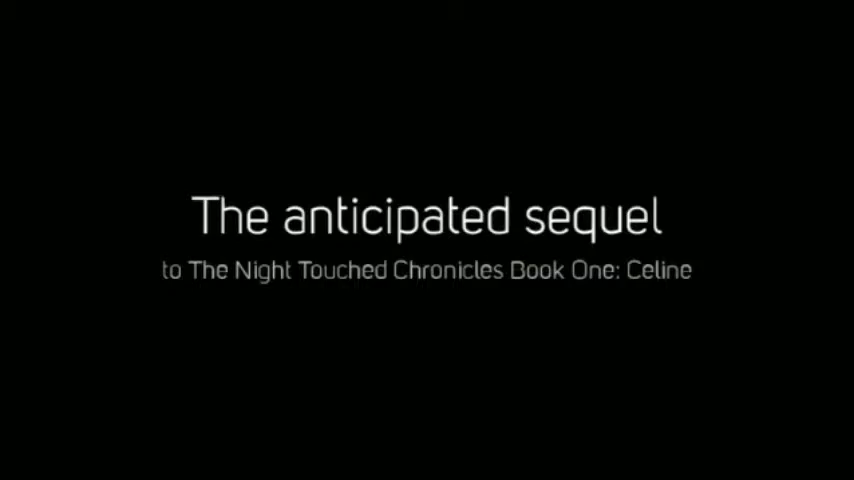 The anticipated sequel
to The Night Touched Chronicles Book One: Celine